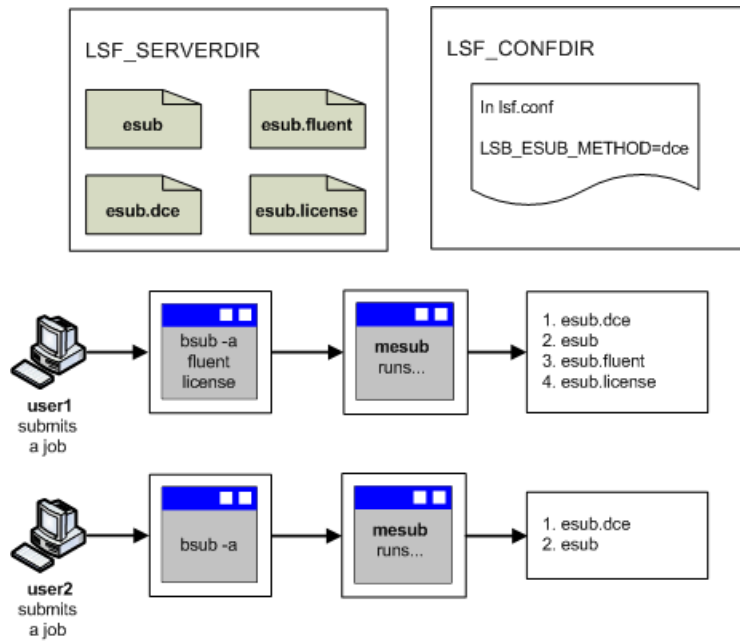 LSF_SERVERDIR
esub
esub.fluent
esub.dce
esub.license
LSF_CONFDIR
In lsf.conf
LSB_ESUB_METHOD=dce
user1
submits
a job
bsub -a
fluent
license
mesub
runs...
1. esub.dce
2. esub
3. esub.fluent
4. esub.license
user2
submits
a job
bsub -a
mesub
runs...
1. esub.dce
2. esub